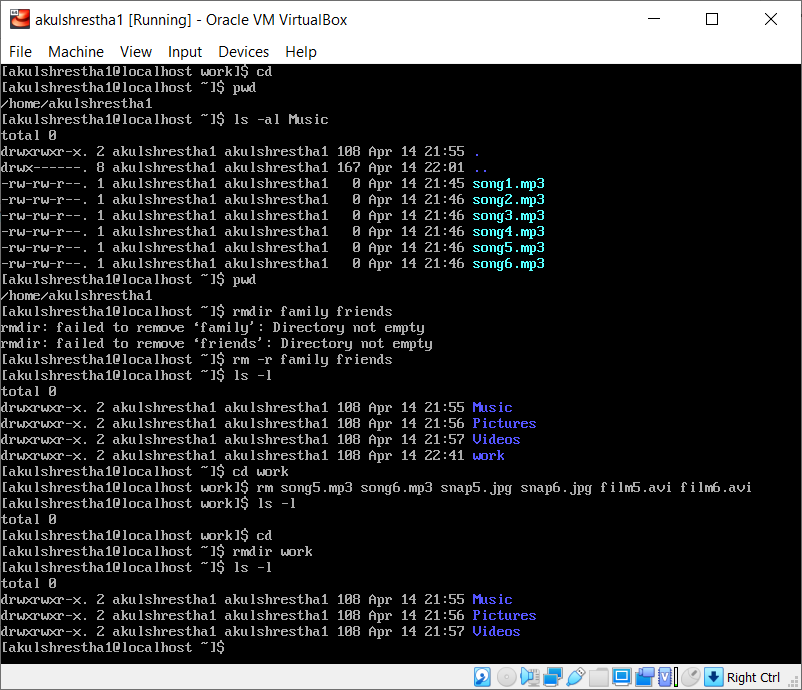 akulshrestha1 [Running] - Oracle VM VirtualBox
File Machine View Input Devices Help
[akulshrestha1@localhost work]$ cd
[akulshrestha1@localhost ~]$ pwd
/home/akulshrestha1
[akulshrestha1@localhost ~]$ ls -al Music
total 0
drwxrwxr-x. 2 akulshrestha1 akulshrestha1 108 Apr 14 21:55 .
drwx------. 8 akulshrestha1 akulshrestha1 167 Apr 14 22:01 ..
-rw-rw-r--. 1 akulshrestha1 akulshrestha1   0 Apr 14 21:45 song1.mp3
-rw-rw-r--. 1 akulshrestha1 akulshrestha1   0 Apr 14 21:46 song2.mp3
-rw-rw-r--. 1 akulshrestha1 akulshrestha1   0 Apr 14 21:46 song3.mp3
-rw-rw-r--. 1 akulshrestha1 akulshrestha1   0 Apr 14 21:46 song4.mp3
-rw-rw-r--. 1 akulshrestha1 akulshrestha1   0 Apr 14 21:46 song5.mp3
-rw-rw-r--. 1 akulshrestha1 akulshrestha1   0 Apr 14 21:46 song6.mp3
[akulshrestha1@localhost ~]$ pwd
/home/akulshrestha1
[akulshrestha1@localhost ~]$ rmdir family friends
rmdir: failed to remove ‘family’: Directory not empty
rmdir: failed to remove ‘friends’: Directory not empty
[akulshrestha1@localhost ~]$ rm -r family friends
[akulshrestha1@localhost ~]$ ls -l
total 0
drwxrwxr-x. 2 akulshrestha1 akulshrestha1 108 Apr 14 21:55 Music
drwxrwxr-x. 2 akulshrestha1 akulshrestha1 108 Apr 14 21:56 Pictures
drwxrwxr-x. 2 akulshrestha1 akulshrestha1 108 Apr 14 21:57 Videos
drwxrwxr-x. 2 akulshrestha1 akulshrestha1 108 Apr 14 22:41 work
[akulshrestha1@localhost ~]$ cd work
[akulshrestha1@localhost work]$ rm song5.mp3 song6.mp3 snap5.jpg snap6.jpg film5.avi film6.avi
[akulshrestha1@localhost work]$ ls -l
total 0
[akulshrestha1@localhost work]$ cd
[akulshrestha1@localhost ~]$ rmdir work
[akulshrestha1@localhost ~]$ ls -l
total 0
drwxrwxr-x. 2 akulshrestha1 akulshrestha1 108 Apr 14 21:55 Music
drwxrwxr-x. 2 akulshrestha1 akulshrestha1 108 Apr 14 21:56 Pictures
drwxrwxr-x. 2 akulshrestha1 akulshrestha1 108 Apr 14 21:57 Videos
[akulshrestha1@localhost ~]$
Right Ctrl